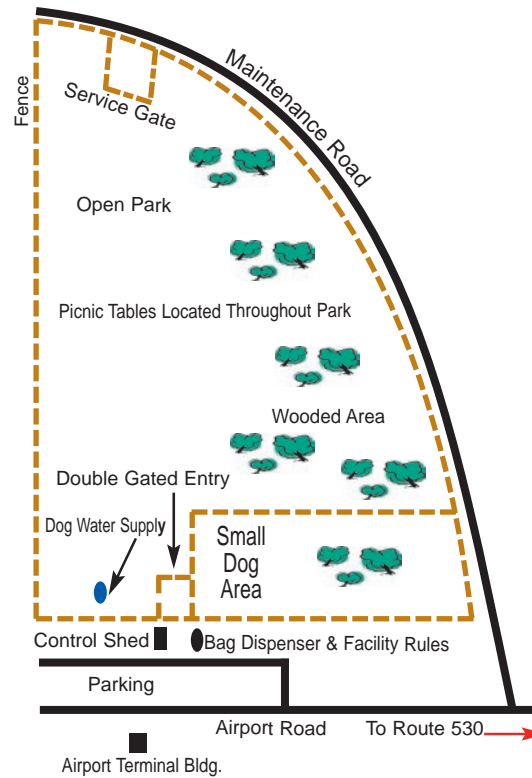 Maintenance Road
Fence
Service Gate
Open Park
Picnic Tables Located Throughout Park
Wooded Area
Double Gated Entry
Dog Water Supply
Small
Dog
Area
Control Shed
Bag Dispenser & Facility Rules
Parking
Airport Road
To Route 530
Airport Terminal Bldg.